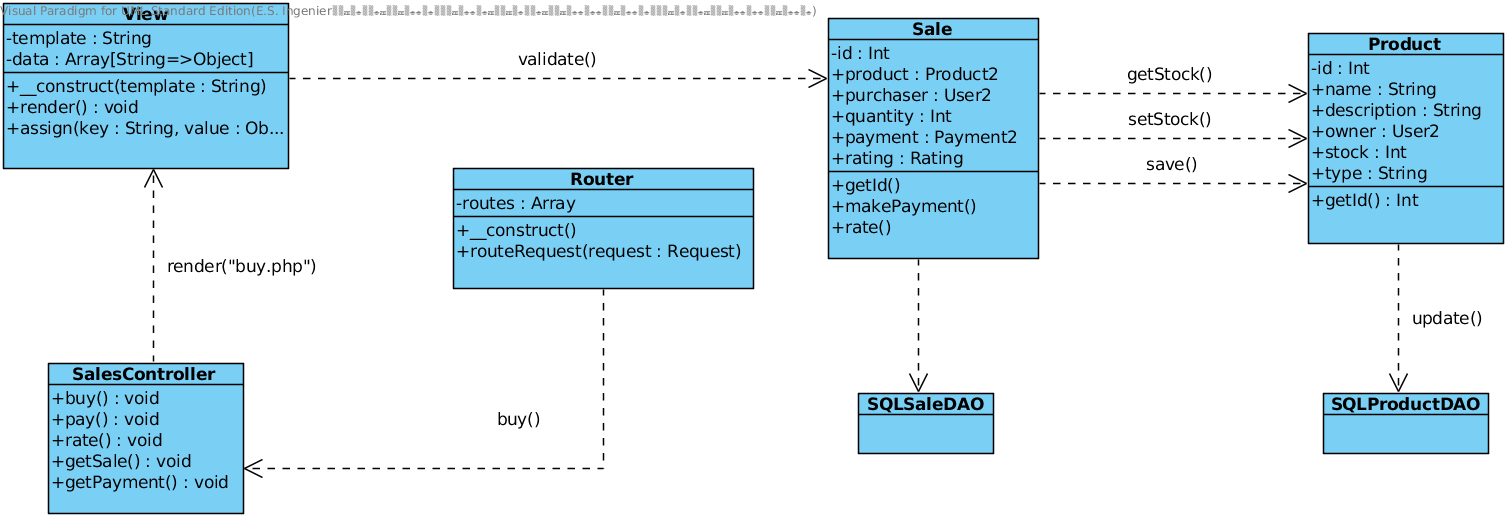 Visual Paradigm for UML Standard Edition(E.S. Ingenier
View
-template : String
-data : Array[String=>Object]
+__construct(template : String)
+render() : void
+assign(key : String, value : Ob...
validate()
Sale
-id : Int
+product : Product2
+purchaser : User2
+quantity : Int
+payment : Payment2
+rating : Rating
+getId()
+makePayment()
+rate()
getStock()
setStock()
save()
Product
-id : Int
+name : String
+description : String
+owner : User2
+stock : Int
+type : String
+getId() : Int
Router
-routes : Array
+__construct()
+routeRequest(request : Request)
render("buy.php")
update()
SalesController
+buy() : void
+pay() : void
+rate() : void
+getSale() : void
+getPayment() : void
buy()
SQLSaleDAO
SQLProductDAO